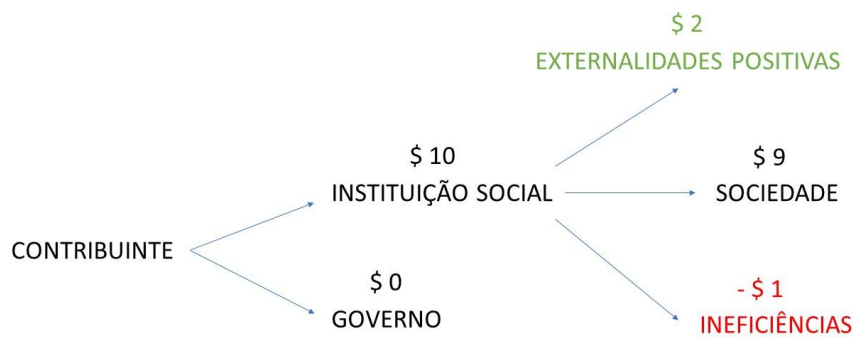 $ 2
EXTERNALIDADES POSITIVAS
$ 10
INSTITUIÇÃO SOCIAL
$ 9
SOCIEDADE
CONTRIBUINTE
$ 0
GOVERNO
- $ 1
INEFICIÊNCIAS